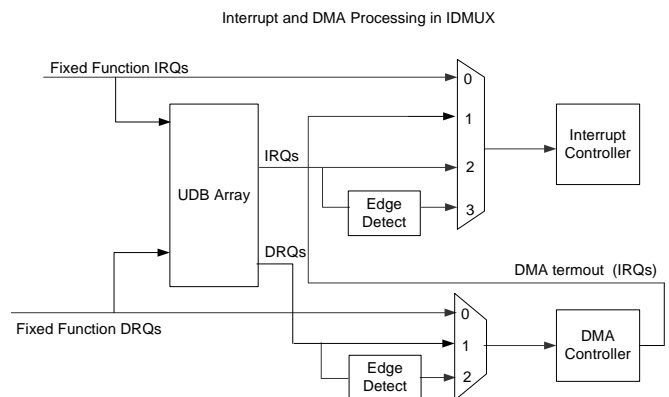 Interrupt and DMA Processing in IDMUX
Fixed Function IRQs
0
1
Interrupt
Controller
IRQs
2
UDB Array
Edge
Detect
3
DRQs
DMA termout (IRQs)
0
Fixed Function DRQs
1
DMA
Controller
Edge
Detect
2